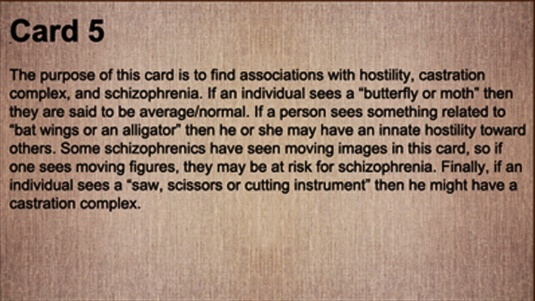 Card 5
The purpose of this card is to find associations with hostility, castration
complex, and schizophrenia. If an individual sees a “butterfly or moth” then
they are said to be average/normal. If a person sees something related to
“bat wings or an alligator” then he or she may have an innate hostility toward
others. Some schizophrenics have seen moving images in this card, so if
one sees moving figures, they may be at risk for schizophrenia. Finally, if an
individual sees a “saw, scissors or cutting instrument” then he might have a
castration complex.